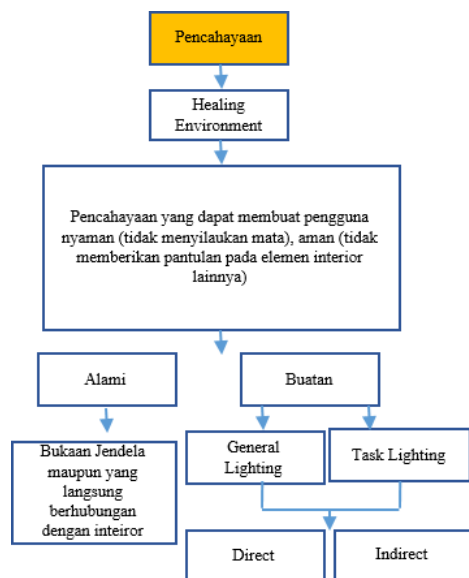 Pencahayaan
Healing
Environment
Pencahayaan yang dapat membuat pengguna
nyaman (tidak menyilaukan mata), aman (tidak
memberikan pantulan pada elemen interior
lainnya)
Alami
Buatan
Bukaan Jendela
maupun yang
langsung
berhubungan
dengan inteiror
General
Lighting
Task Lighting
Direct
Indirect